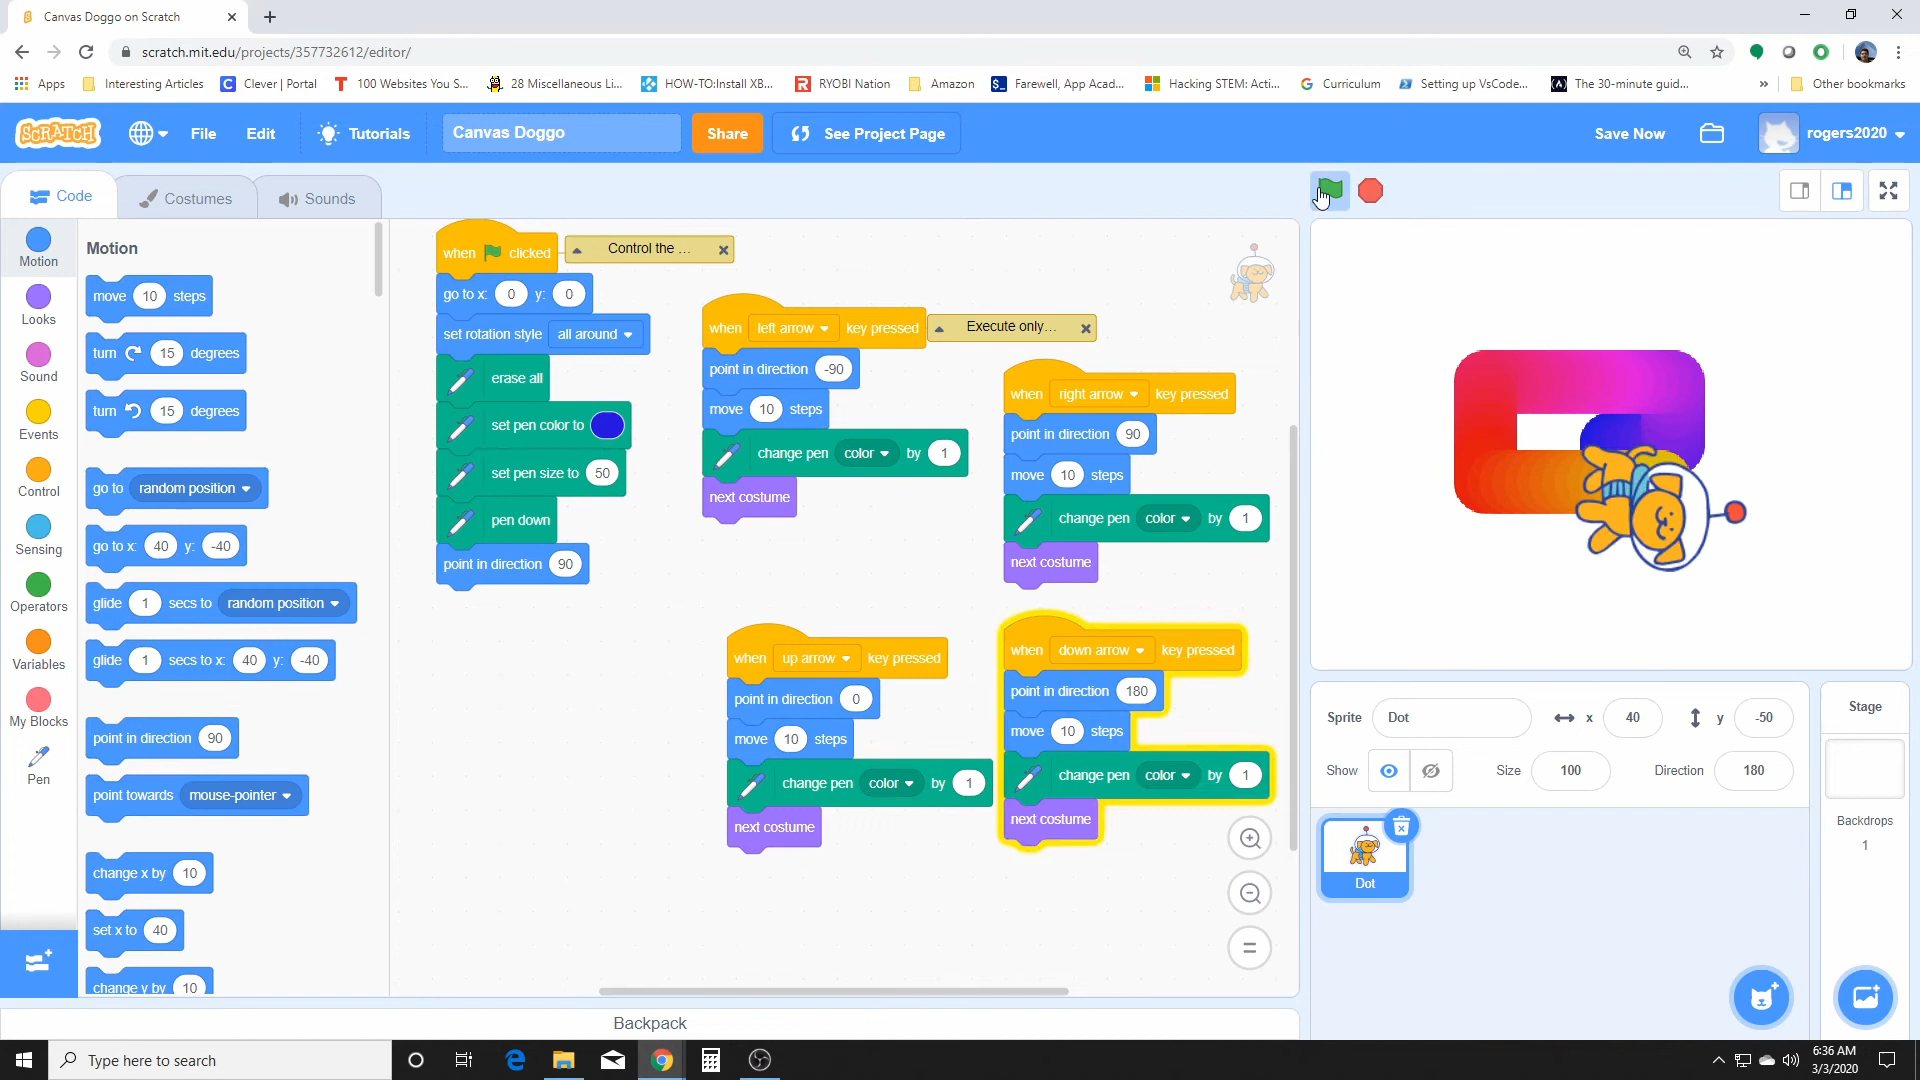 Canvas Doggo on Scratch
scratch.mit.edu/projects/357732612/editor/
Apps Interesting Articles Clever | Portal 100 Websites You S... 28 Miscellaneous Li... HOW-TO:Install XB... RYOBI Nation Amazon Farewell, App Acad... Hacking STEM: Acti... Curriculum Setting up VsCode... The 30-minute guid... » Other bookmarks
SCRATCH File Edit Tutorials Canvas Doggo Share See Project Page Save Now rogers2020
Code Costumes Sounds
Motion
Looks
Sound
Events
Control
Sensing
Operators
Variables
My Blocks
Pen
Motion
move 10 steps
turn 15 degrees
turn 15 degrees
go to random position
go to x: 40 y: -40
glide 1 secs to random position
glide 1 secs to x: 40 y: -40
point in direction 90
point towards mouse-pointer
change x by 10
set x to 40
change y by 10
when clicked
Control the ...
go to x: 0 y: 0
set rotation style all around
erase all
set pen color to
set pen size to 50
pen down
point in direction 90
when left arrow key pressed
Execute only...
point in direction -90
move 10 steps
change pen color by 1
next costume
when right arrow key pressed
point in direction 90
move 10 steps
change pen color by 1
next costume
when up arrow key pressed
point in direction 0
move 10 steps
change pen color by 1
next costume
when down arrow key pressed
point in direction 180
move 10 steps
change pen color by 1
next costume
Sprite Dot x 40 y -50
Show Size 100 Direction 180
Dot
Stage
Backdrops
1
Backpack
Type here to search
6:36 AM
3/3/2020